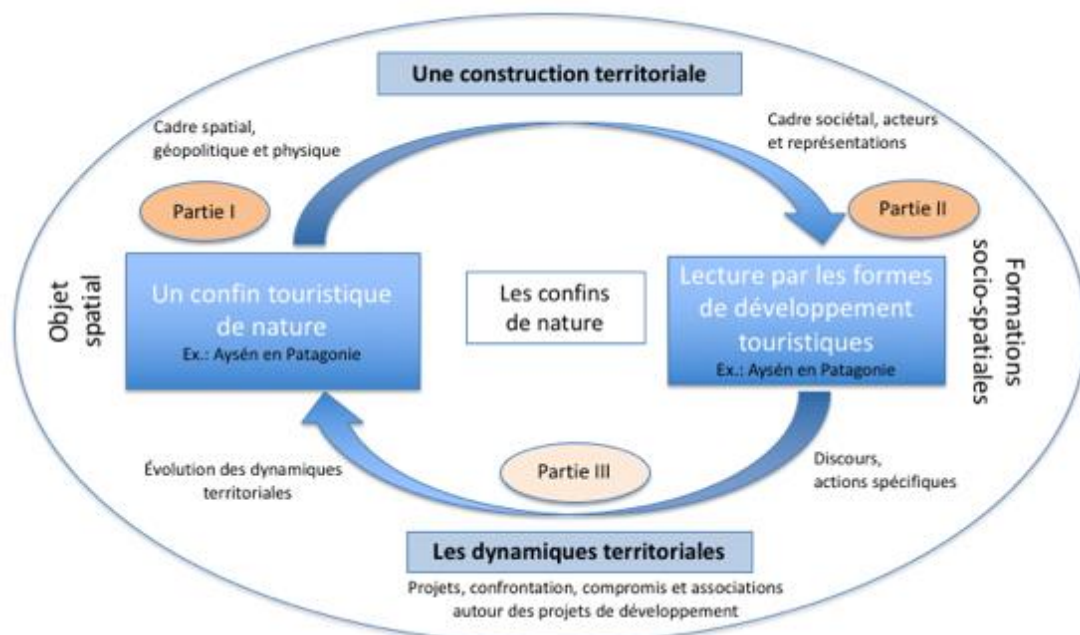 Une construction territoriale
Cadre spatial,
géopolitique et physique
Cadre sociétal, acteurs
et représentations
Partie I
Partie II
Objet
spatial
Un confin touristique
de nature
Ex.: Aysén en Patagonie
Les confins
de nature
Lecture par les formes
de développement
touristiques
Ex.: Aysén en Patagonie
Formations
socio-spatiales
Évolution des dynamiques
territoriales
Partie III
Discours,
actions spécifiques
Les dynamiques territoriales
Projets, confrontation, compromis et associations
autour des projets de développement